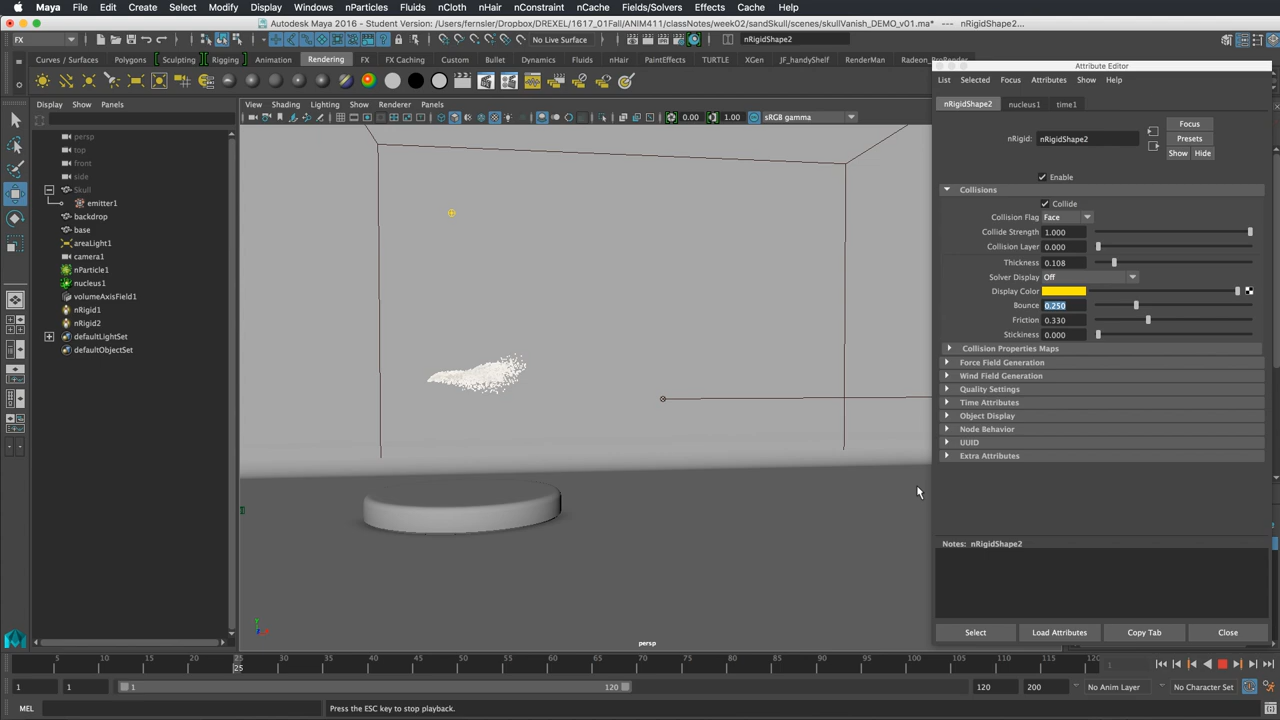 Maya File Edit Create Select Modify Display Windows Particles Fluids nCloth nHair nConstraint nCache Fields/Solvers Effects Cache Help
Autodesk Maya 2016 - Student Version: /Users/fernsler/Dropbox/DREXEL/1617_01Fall/ANIM411/classNotes/week02/sandSkull/scenes/skullVanish_DEMO_v01.ma* --- nRigidShape2...
FX No Live Surface nRigidShape2
Curves / Surfaces Polygons Sculpting Rigging Animation Rendering FX FX Caching Custom Bullet Dynamics Fluids nHair PaintEffects TURTLE XGen JF_handyShelf RenderMan Radeon_ProRender
Attribute Editor
List Selected Focus Attributes Show Help
Display Show Panels
View Shading Lighting Show Renderer Panels
0.00 1.00 sRGB gamma
nRigidShape2 nucleus1 time1
persp
top
front
side
Skull
emitter1
backdrop
base
areaLight1
camera1
nParticle1
nucleus1
volumeAxisField1
nRigid1
nRigid2
defaultLightSet
defaultObjectSet
Focus
nRigid: nRigidShape2 Presets
Show Hide
Enable
Collisions
Collide
Collision Flag Face
Collide Strength 1.000
Collision Layer 0.000
Thickness 0.108
Solver Display Off
Display Color
Bounce 0.250
Friction 0.330
Stickiness 0.000
Collision Properties Maps
Force Field Generation
Wind Field Generation
Quality Settings
Time Attributes
Object Display
Node Behavior
UUID
Extra Attributes
Notes: nRigidShape2
Select Load Attributes Copy Tab Close
persp
5 10 15 20 25 30 35 40 45 50 55 60 65 70 75 80 85 90 95 100 105 110 115 120
25
1
1 1 1 120 120 200 No Anim Layer No Character Set
MEL Press the ESC key to stop playback.